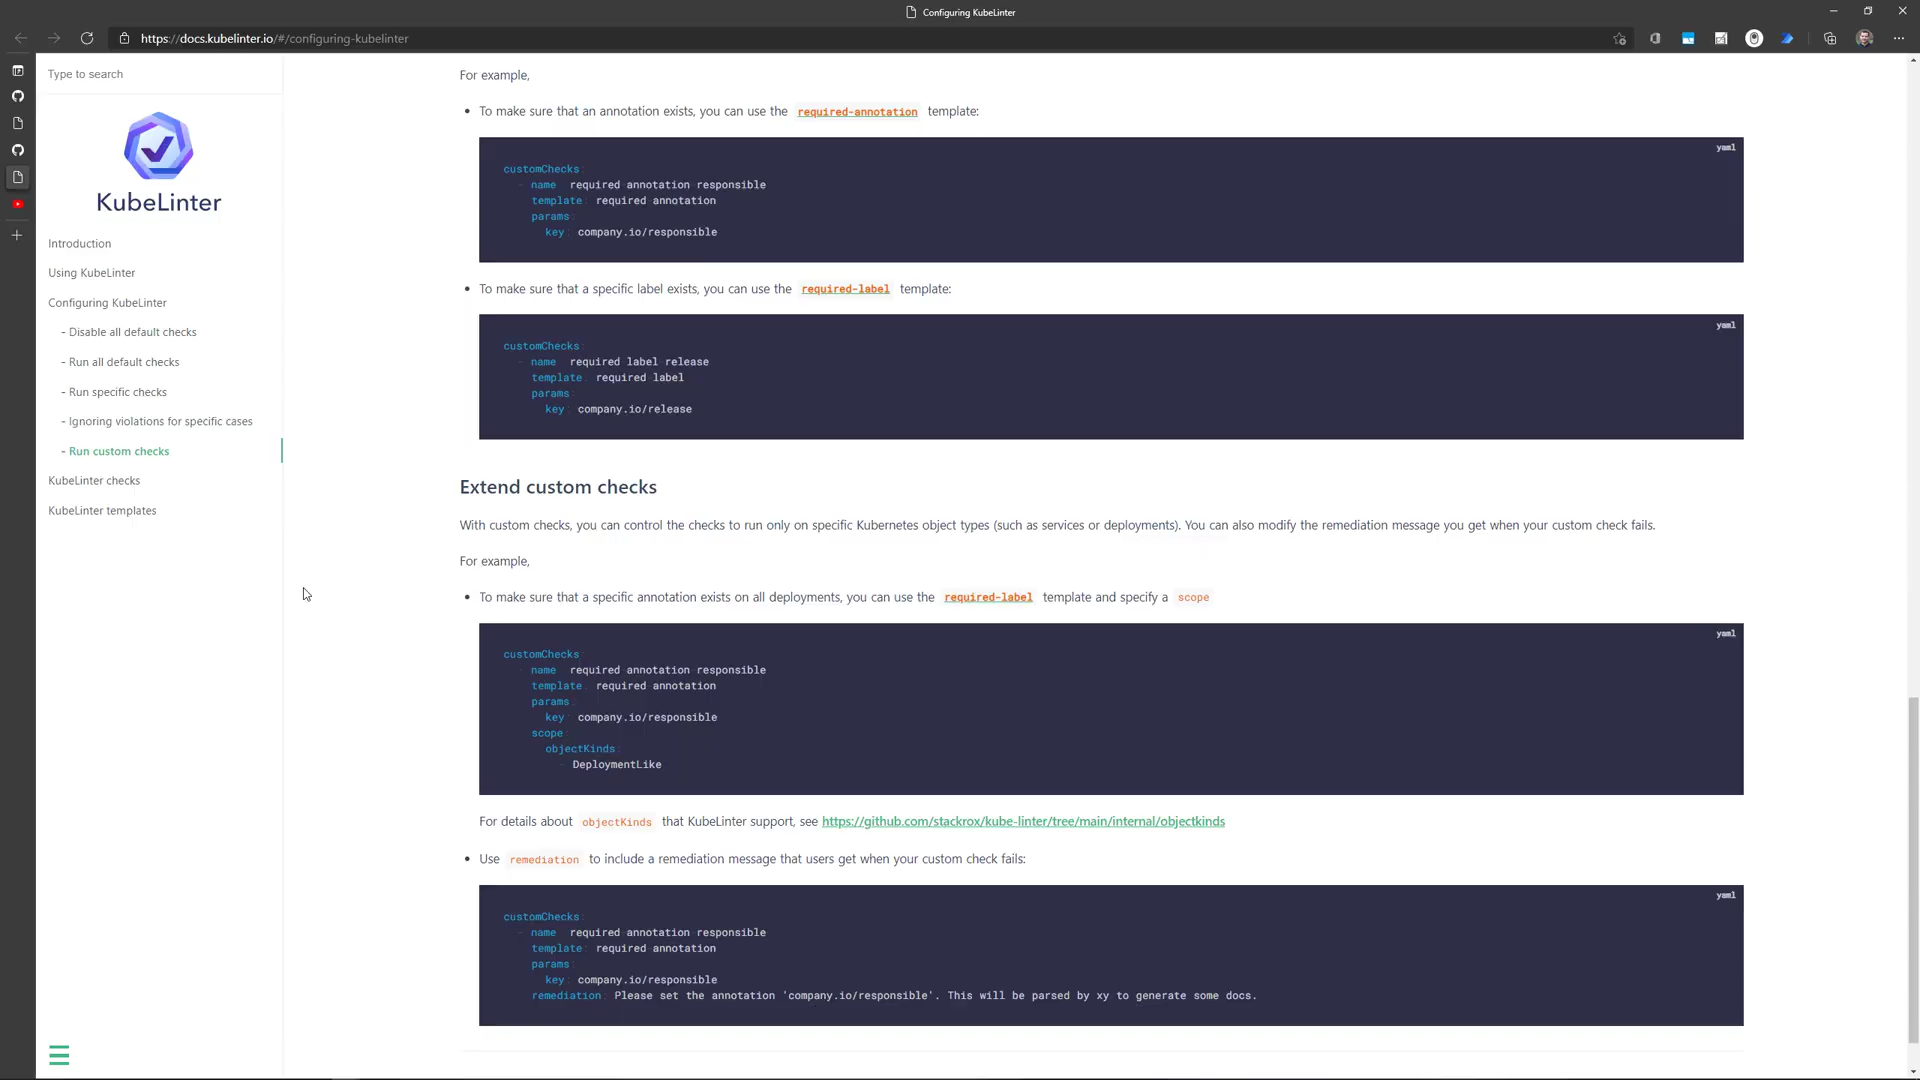 Configuring KubeLinter
https://docs.kubelinter.io/#/configuring-kubelinter
Type to search
KubeLinter
Introduction
Using KubeLinter
Configuring KubeLinter
- Disable all default checks
- Run all default checks
- Run specific checks
- Ignoring violations for specific cases
- Run custom checks
KubeLinter checks
KubeLinter templates
For example,
To make sure that an annotation exists, you can use the required-annotation template:
yaml
customChecks:
- name: required-annotation-responsible
template: required-annotation
params:
key: company.io/responsible
To make sure that a specific label exists, you can use the required-label template:
yaml
customChecks:
- name: required-label-release
template: required-label
params:
key: company.io/release
Extend custom checks
With custom checks, you can control the checks to run only on specific Kubernetes object types (such as services or deployments). You can also modify the remediation message you get when your custom check fails.
For example,
To make sure that a specific annotation exists on all deployments, you can use the required-label template and specify a scope
yaml
customChecks:
- name: required-annotation-responsible
template: required-annotation
params:
key: company.io/responsible
scope:
objectKinds:
- DeploymentLike
For details about objectKinds that KubeLinter support, see https://github.com/stackrox/kube-linter/tree/main/internal/objectkinds
Use remediation to include a remediation message that users get when your custom check fails:
yaml
customChecks:
- name: required-annotation-responsible
template: required-annotation
params:
key: company.io/responsible
remediation: Please set the annotation 'company.io/responsible'. This will be parsed by xy to generate some docs.